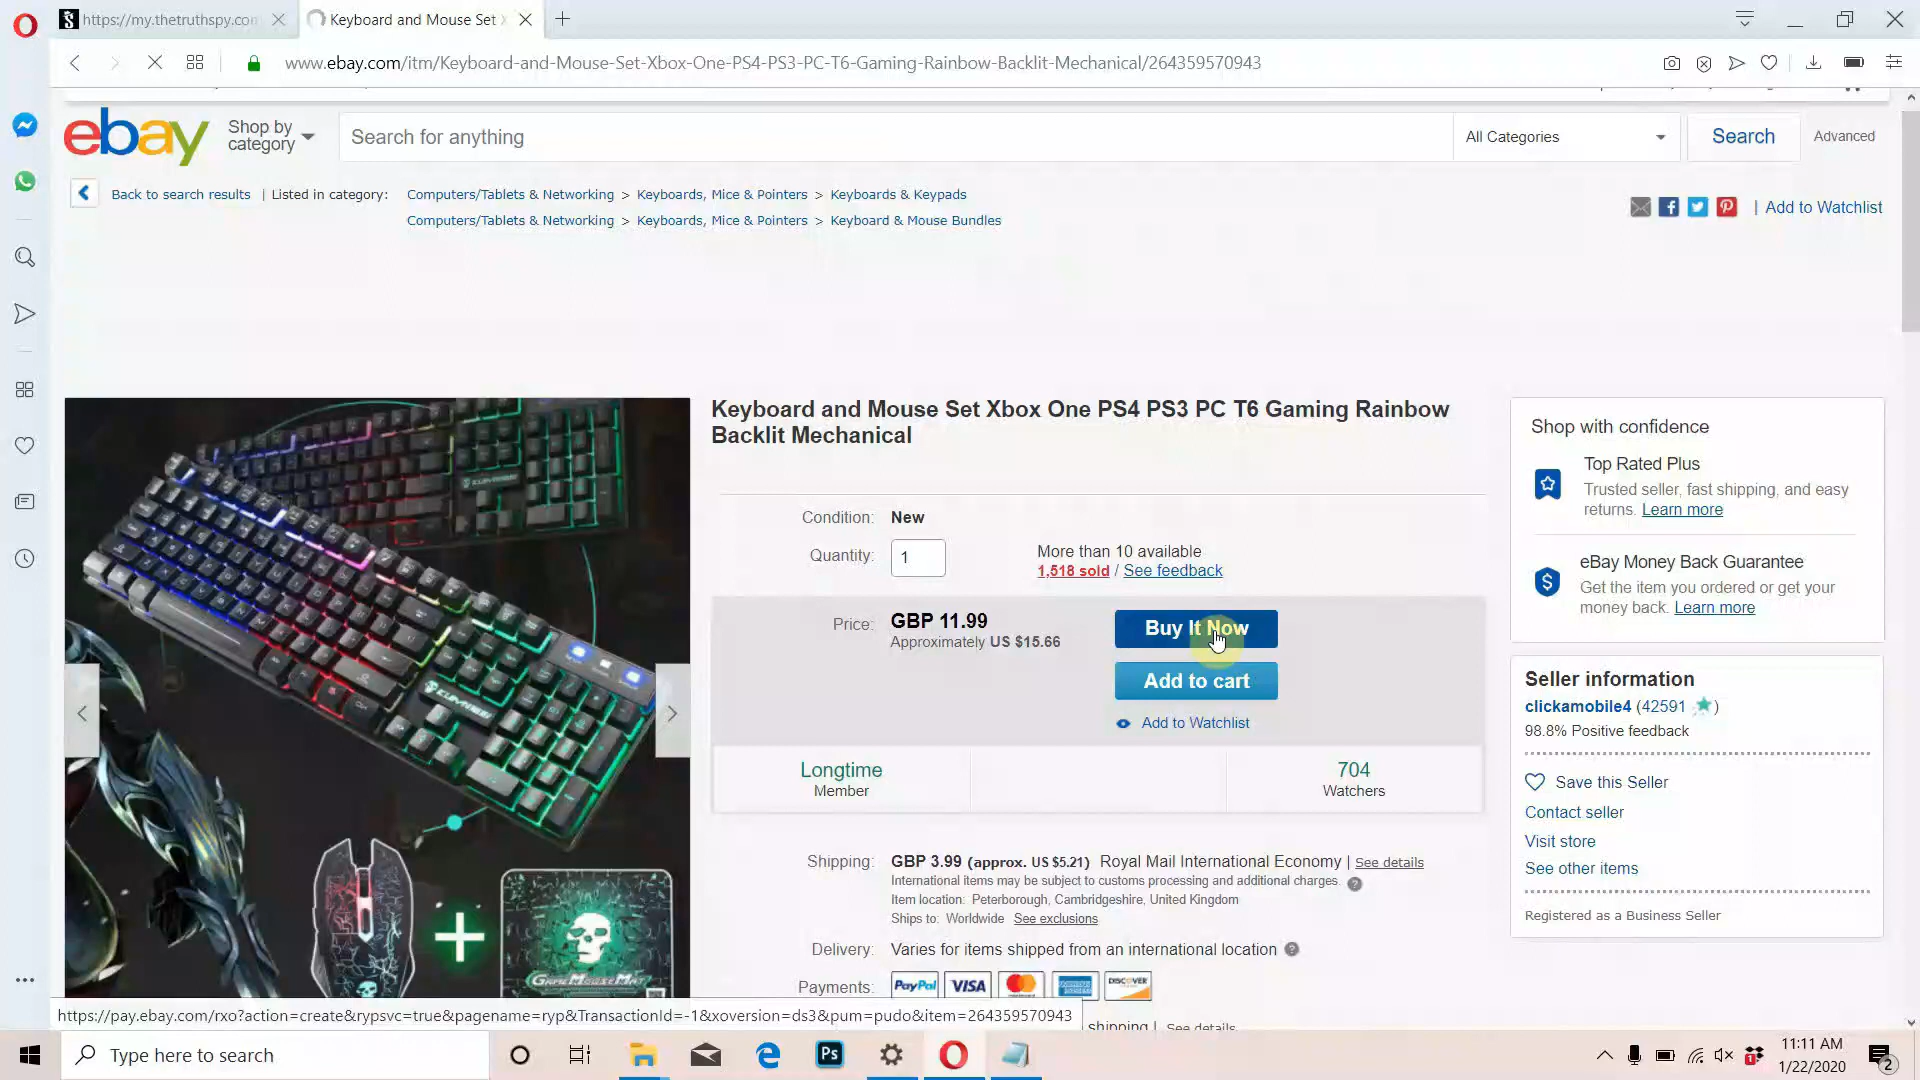 https://my.thetruthspy.co
Keyboard and Mouse Set
www.ebay.com/itm/Keyboard-and-Mouse-Set-Xbox-One-PS4-PS3-PC-T6-Gaming-Rainbow-Backlit-Mechanical/264359570943
ebay
Shop by
category
Search for anything
All Categories
Search
Advanced
Back to search results | Listed in category:
Computers/Tablets & Networking > Keyboards, Mice & Pointers > Keyboards & Keypads
Computers/Tablets & Networking > Keyboards, Mice & Pointers > Keyboard & Mouse Bundles
| Add to Watchlist
Keyboard and Mouse Set Xbox One PS4 PS3 PC T6 Gaming Rainbow
Backlit Mechanical
Condition: New
Quantity: 1
More than 10 available
1,518 sold / See feedback
Price: GBP 11.99
Approximately US $15.66
Buy It Now
Add to cart
Add to Watchlist
Longtime
Member
704
Watchers
Shipping: GBP 3.99 (approx. US $5.21) Royal Mail International Economy | See details
International items may be subject to customs processing and additional charges.
Item location: Peterborough, Cambridgeshire, United Kingdom
Ships to: Worldwide See exclusions
Delivery: Varies for items shipped from an international location
Payments: PayPal VISA DISCOVER
shipping | See details
Shop with confidence
Top Rated Plus
Trusted seller, fast shipping, and easy
returns. Learn more
eBay Money Back Guarantee
Get the item you ordered or get your
money back. Learn more
Seller information
clickamobile4 (42591 )
98.8% Positive feedback
Save this Seller
Contact seller
Visit store
See other items
Registered as a Business Seller
GAME MOUSE MAT
https://pay.ebay.com/rxo?action=create&rypsvc=true&pagename=ryp&TransactionId=-1&xoversion=ds3&pum=pudo&item=264359570943
Type here to search
Ps
11:11 AM
1/22/2020
2